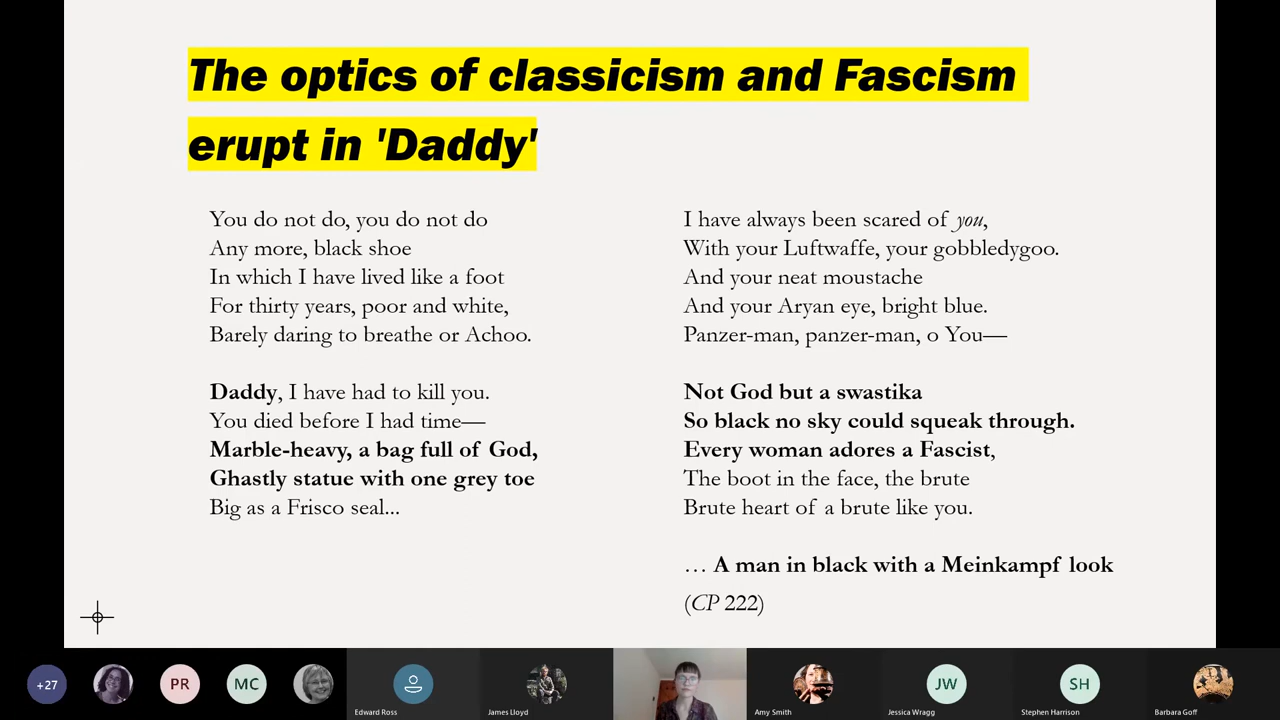 The optics of classicism and Fascism
erupt in 'Daddy'
You do not do, you do not do
Any more, black shoe
In which I have lived like a foot
For thirty years, poor and white,
Barely daring to breathe or Achoo.
Daddy, I have had to kill you.
You died before I had time—
Marble-heavy, a bag full of God,
Ghastly statue with one grey toe
Big as a Frisco seal...
I have always been scared of you,
With your Luftwaffe, your gobbledygoo.
And your neat moustache
And your Aryan eye, bright blue.
Panzer-man, panzer-man, o You—
Not God but a swastika
So black no sky could squeak through.
Every woman adores a Fascist,
The boot in the face, the brute
Brute heart of a brute like you.
… A man in black with a Meinkampf look
(CP 222)
+27
PR
MC
Edward Ross
James Lloyd
Amy Smith
JW
Jessica Wragg
SH
Stephen Harrison
Barbara Goff